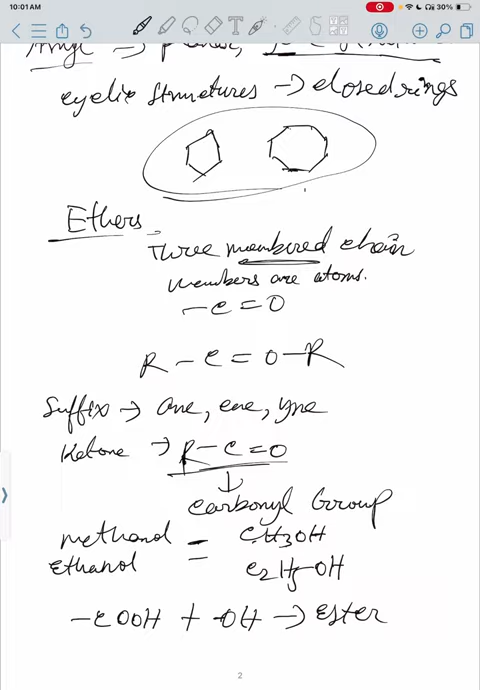 10:01 AM
30%
cyclic structures → closed rings
Ethers
Three membered chain
members are atoms.
– C = O
R – C = O – R
Suffix → ane, ene, yne
Ketone → R – C = O
↓
carbonyl Group
methanol = CH3OH
Ethanol = C2H5-OH
– COOH + OH → Ester
2